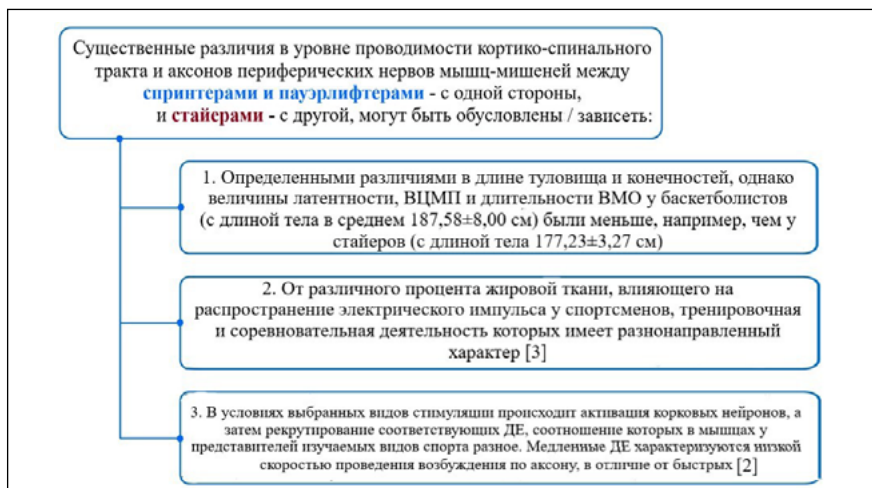 Существенные различия в уровне проводимости кортико-спинального
тракта и аксонов периферических нервов мышц-мишеней между
спринтерами и пауэрлифтерами - с одной стороны,
и стайерами - с другой, могут быть обусловлены / зависеть:
1. Определенными различиями в длине туловища и конечностей, однако
величины латентности, ВЦМП и длительности ВМО у баскетболистов
(с длиной тела в среднем 187,58±8,00 см) были меньше, например, чем у
стайеров (с длиной тела 177,23±3,27 см)
2. От различного процента жировой ткани, влияющего на
распространение электрического импульса у спортсменов, тренировочная
и соревновательная деятельность которых имеет разнонаправленный
характер [3]
3. В условиях выбранных видов стимуляции происходит активация корковых нейронов, а
затем рекрутирование соответствующих ДЕ, соотношение которых в мышцах у
представителей изучаемых видов спорта разное. Медленные ДЕ характеризуются низкой
скоростью проведения возбуждения по аксону, в отличие от быстрых [2]